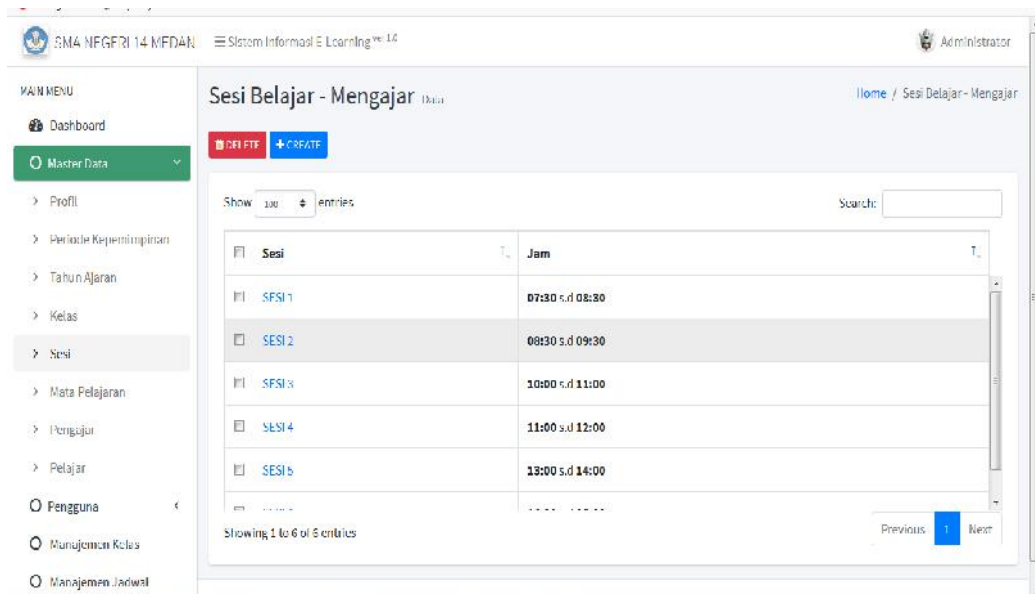 SMA NEGERI 14 MEDAN
Sistem Informasi E-Learning ver 1.0
Administrator
MAIN MENU
Dashboard
Master Data
Profil
Periode Kepemimpinan
Tahun Ajaran
Kelas
Sesi
Mata Pelajaran
Pengajar
Pelajar
Pengguna
Manajemen Kelas
Manajemen Jadwal
Sesi Belajar - Mengajar Data
Home / Sesi Belajar - Mengajar
DELETE + CREATE
Show 100 entries
Search:
Sesi Jam
SESI 1 07:30 s.d 08:30
SESI 2 08:30 s.d 09:30
SESI 3 10:00 s.d 11:00
SESI 4 11:00 s.d 12:00
SESI 5 13:00 s.d 14:00
Showing 1 to 6 of 6 entries
Previous 1 Next